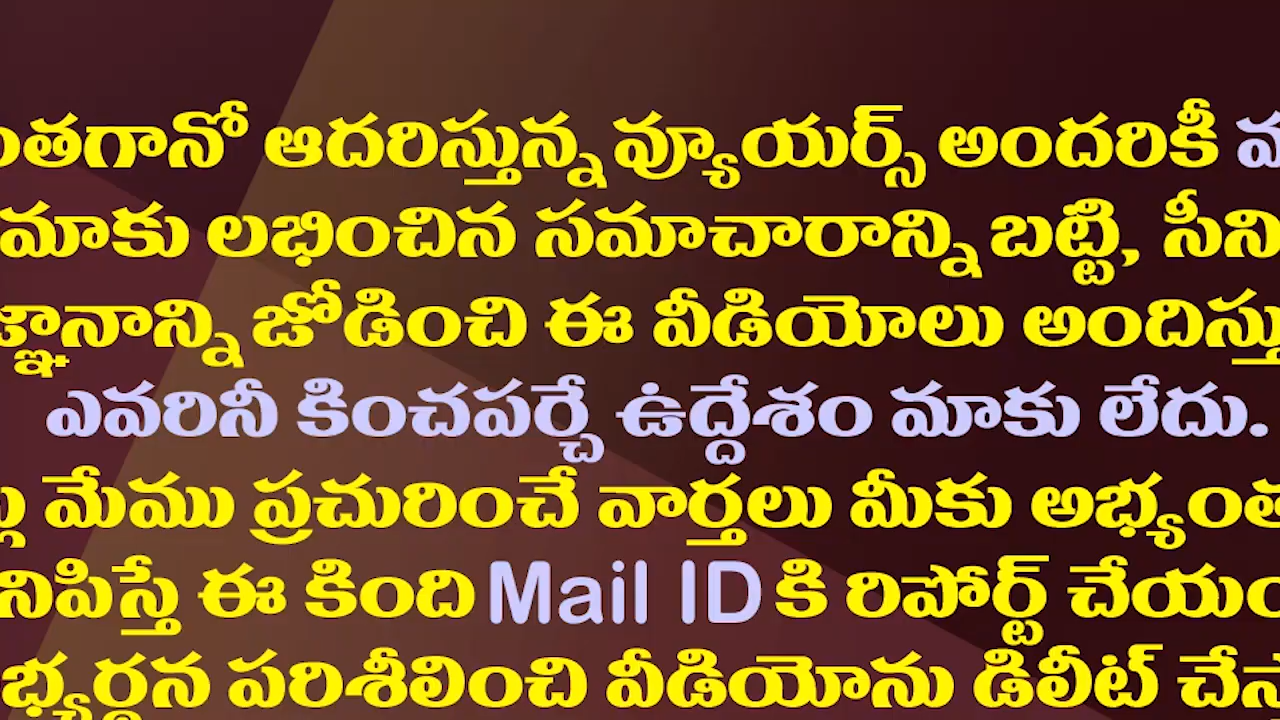 ంతగానో ఆదరిస్తున్న వ్యూయర్స్ అందరికీ
మాకు లభించిన సమాచారాన్ని బట్టి, సీని
జ్ఞానాన్ని జోడించి ఈ వీడియోలు అందిస్తు
ఎవరినీ కించపర్చే ఉద్దేశం మాకు లేదు.
ల్లు మేము ప్రచురించే వార్తలు మీకు అభ్యంత
నిపిస్తే ఈ కింది Mail ID కి రిపోర్ట్ చేయం
భ్యర్థన పరిశీలించి వీడియోను డిలీట్ చేస